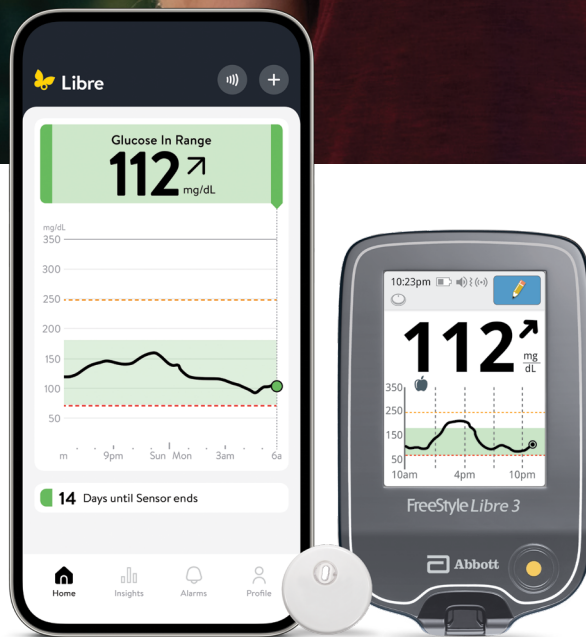 Libre
Glucose In Range
112
mg/dL
mg/dL
350
300
250
200
150
100
50
m 9pm Sun Mon 3am 6a
14 Days until Sensor ends
Home Insights Alarms Profile
10:23pm
112 mg
dL
350
250
150
50
10am 4pm 10pm
FreeStyle Libre 3
Abbott